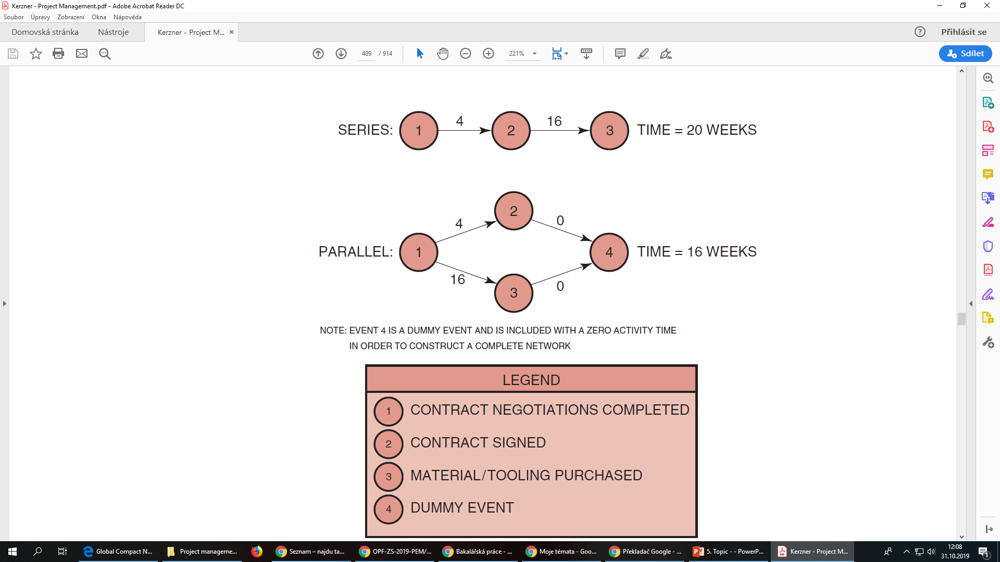 Kerzner - Project Management.pdf - Adobe Acrobat Reader DC
Soubor Úpravy Zobrazení Okna Nápověda
Domovská stránka Nástroje Kerzner - Project M... × Přihlásit se
489 / 914 221% Sdílet
SERIES: 1 4 2 16 3 TIME = 20 WEEKS
2
4 0
PARALLEL: 1 4 TIME = 16 WEEKS
16 0
3
NOTE: EVENT 4 IS A DUMMY EVENT AND IS INCLUDED WITH A ZERO ACTIVITY TIME
IN ORDER TO CONSTRUCT A COMPLETE NETWORK
LEGEND
1 CONTRACT NEGOTIATIONS COMPLETED
2 CONTRACT SIGNED
3 MATERIAL/TOOLING PURCHASED
4 DUMMY EVENT
Global Compact N... Project manageme... Seznam – najdu ta... OPF-ZS-2019-PEM/... Bakalářská práce - ... Moje témata - Goo... Překladač Google - ... 5. Topic - - PowerP... Kerzner - Project M... 12:08
31.10.2019 1